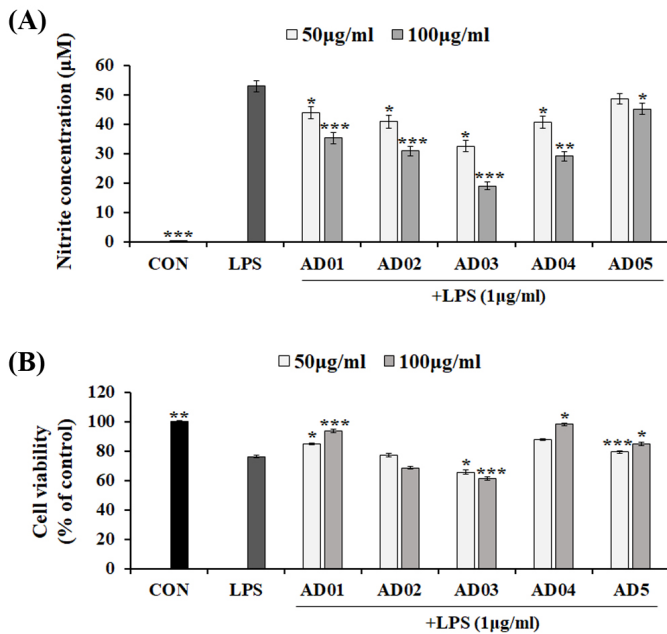 (A)
50μg/ml 100μg/ml
Nitrite concentration (μM)
60
50
40
30
20
10
0
*** * *** * *** * *** * ** *
CON LPS AD01 AD02 AD03 AD04 AD05
+LPS (1μg/ml)
(B)
50μg/ml 100μg/ml
Cell viability
(% of control)
120
100
80
60
40
20
0
** * *** * *** * *** *
CON LPS AD01 AD02 AD03 AD04 AD5
+LPS (1μg/ml)